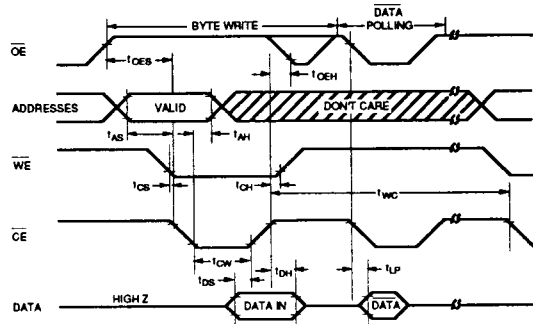 BYTE WRITE
DATA
POLLING
OE
tOES
tOEH
ADDRESSES
VALID
DON'T CARE
tAS
tAH
WE
tCS
tCH
tWC
CE
tCW
tDS
tDH
tLP
DATA
HIGH Z
DATA IN
DATA